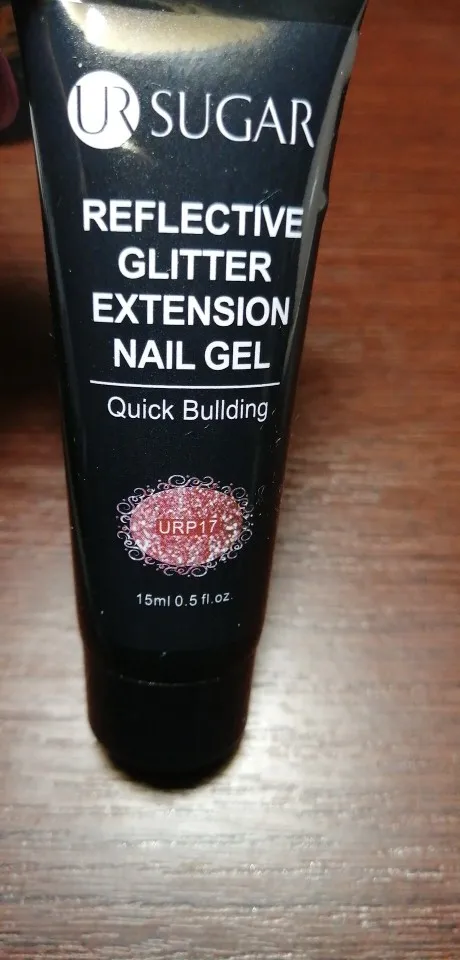 UR SUGAR
REFLECTIVE
GLITTER
EXTENSION
NAIL GEL
Quick Bullding
URP17
15ml 0.5 fl.oz.